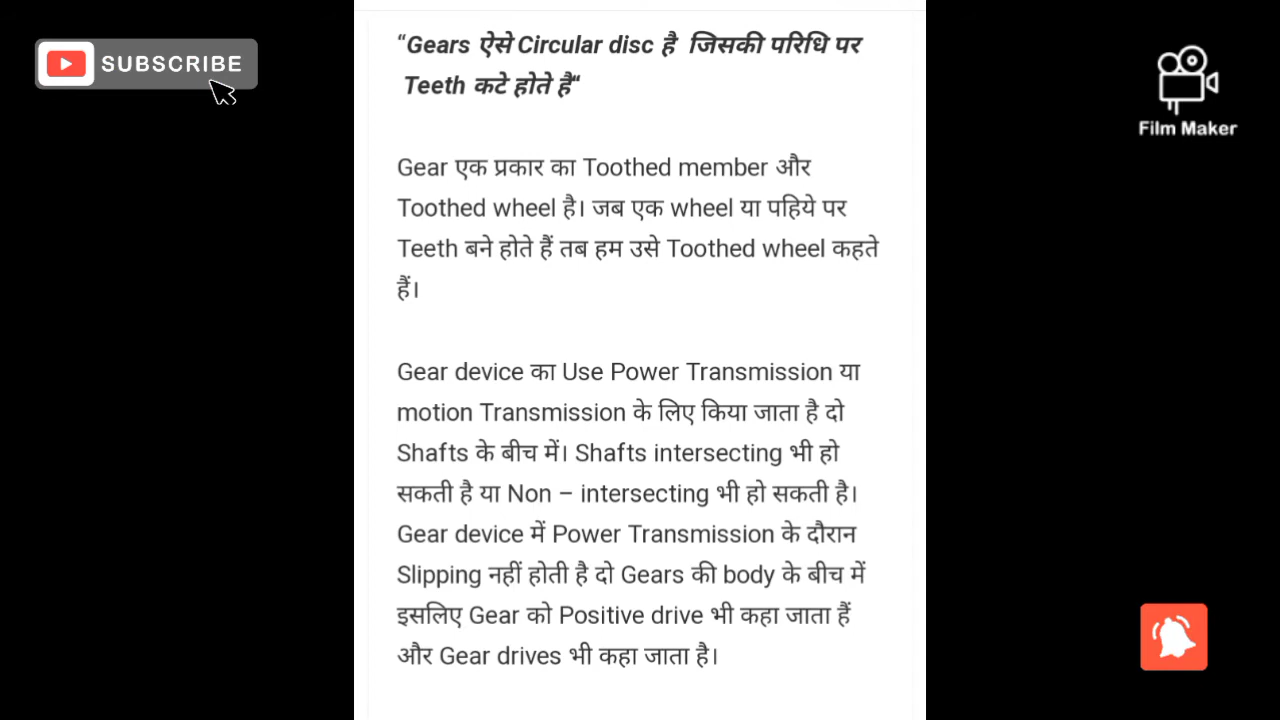 SUBSCRIBE
Film Maker
“Gears ऐसे Circular disc है जिसकी परिधि पर
Teeth कटे होते हैं“
Gear एक प्रकार का Toothed member और
Toothed wheel है। जब एक wheel या पहिये पर
Teeth बने होते हैं तब हम उसे Toothed wheel कहते
हैं।
Gear device का Use Power Transmission या
motion Transmission के लिए किया जाता है दो
Shafts के बीच में। Shafts intersecting भी हो
सकती है या Non – intersecting भी हो सकती है।
Gear device में Power Transmission के दौरान
Slipping नहीं होती है दो Gears की body के बीच में
इसलिए Gear को Positive drive भी कहा जाता हैं
और Gear drives भी कहा जाता है।